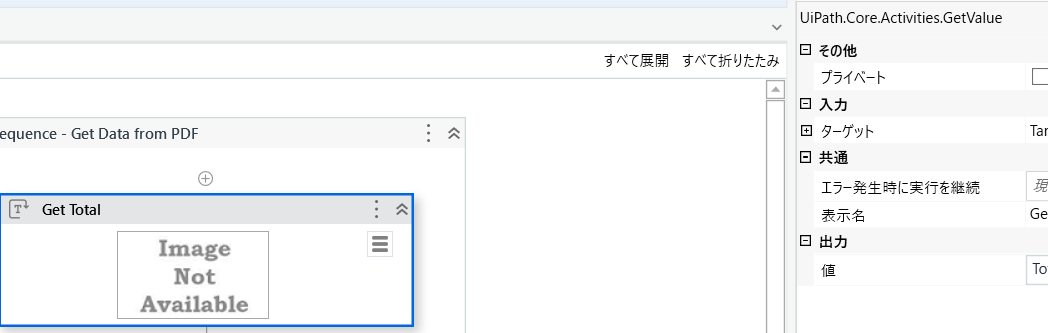 UiPath.Core.Activities.GetValue
すべて展開 すべて折りたたみ
その他
プライベート
入力
ターゲット Tar
共通
エラー発生時に実行を継続 現
表示名 Ge
出力
値 To
equence - Get Data from PDF
Get Total
Image
Not
Available